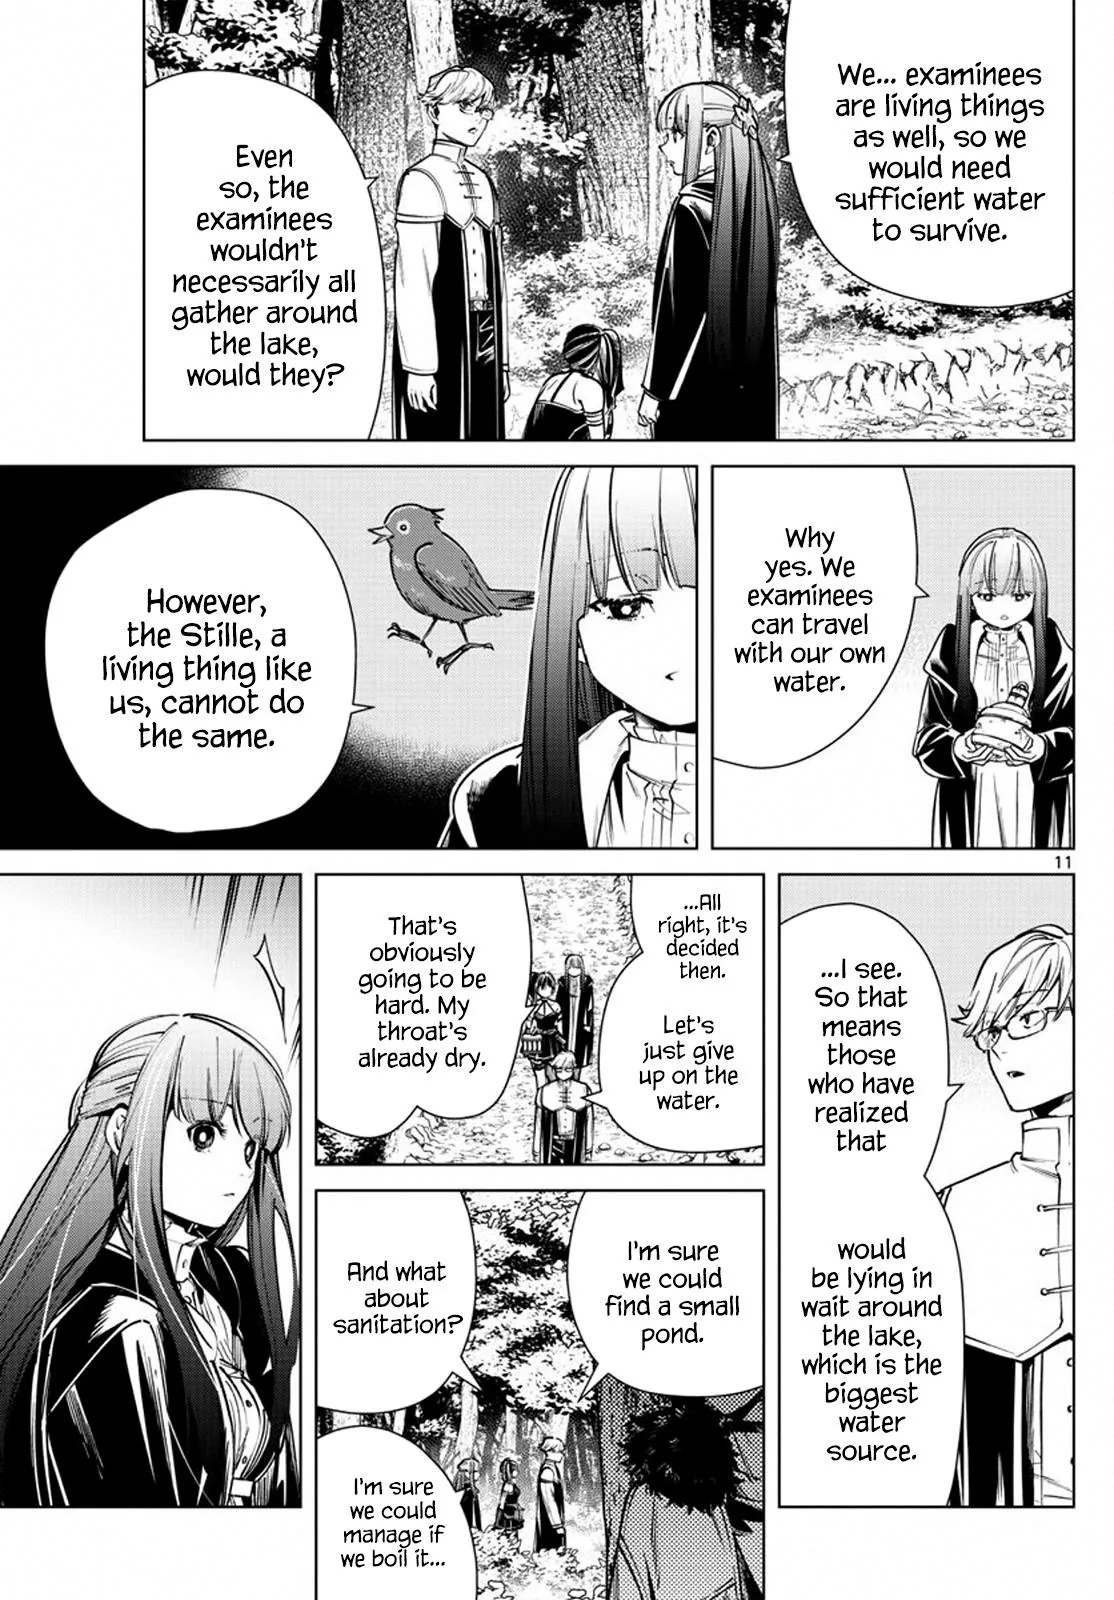 We... examinees
are living things
as well, so we
would need
sufficient water
to survive.
Even
so, the
examinees
wouldn't
necessarily all
gather around
the lake,
would they?
Why
yes. We
examinees
can travel
with our own
water.
However,
the Stille, a
living thing like
us, cannot do
the same.
11
...I see.
So that
means
those
who have
realized
that
would
be lying in
wait around
the lake,
which is the
biggest
water
source.
...All
right, it's
decided
then.
Let's
just give
up on the
water.
That's
obviously
going to be
hard. My
throat's
already dry.
I'm sure
we could
find a small
pond.
And what
about
sanitation?
I'm sure
we could
manage if
we boil it...